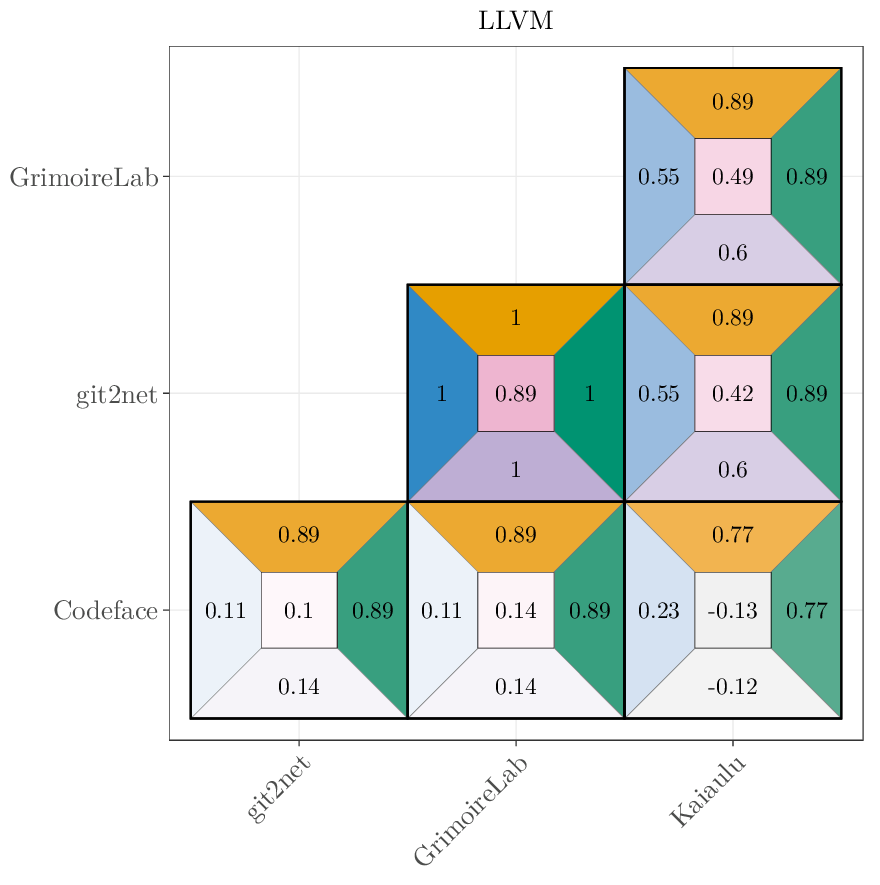 LLVM
0.89
GrimoireLab
0.55 0.49 0.89
0.6
1 0.89
git2net
1 0.89 1 0.55 0.42 0.89
1 0.6
0.89 0.89 0.77
Codeface
0.11 0.1 0.89 0.11 0.14 0.89 0.23 -0.13 0.77
0.14 0.14 -0.12
git2net GrimoireLab Kaiaulu